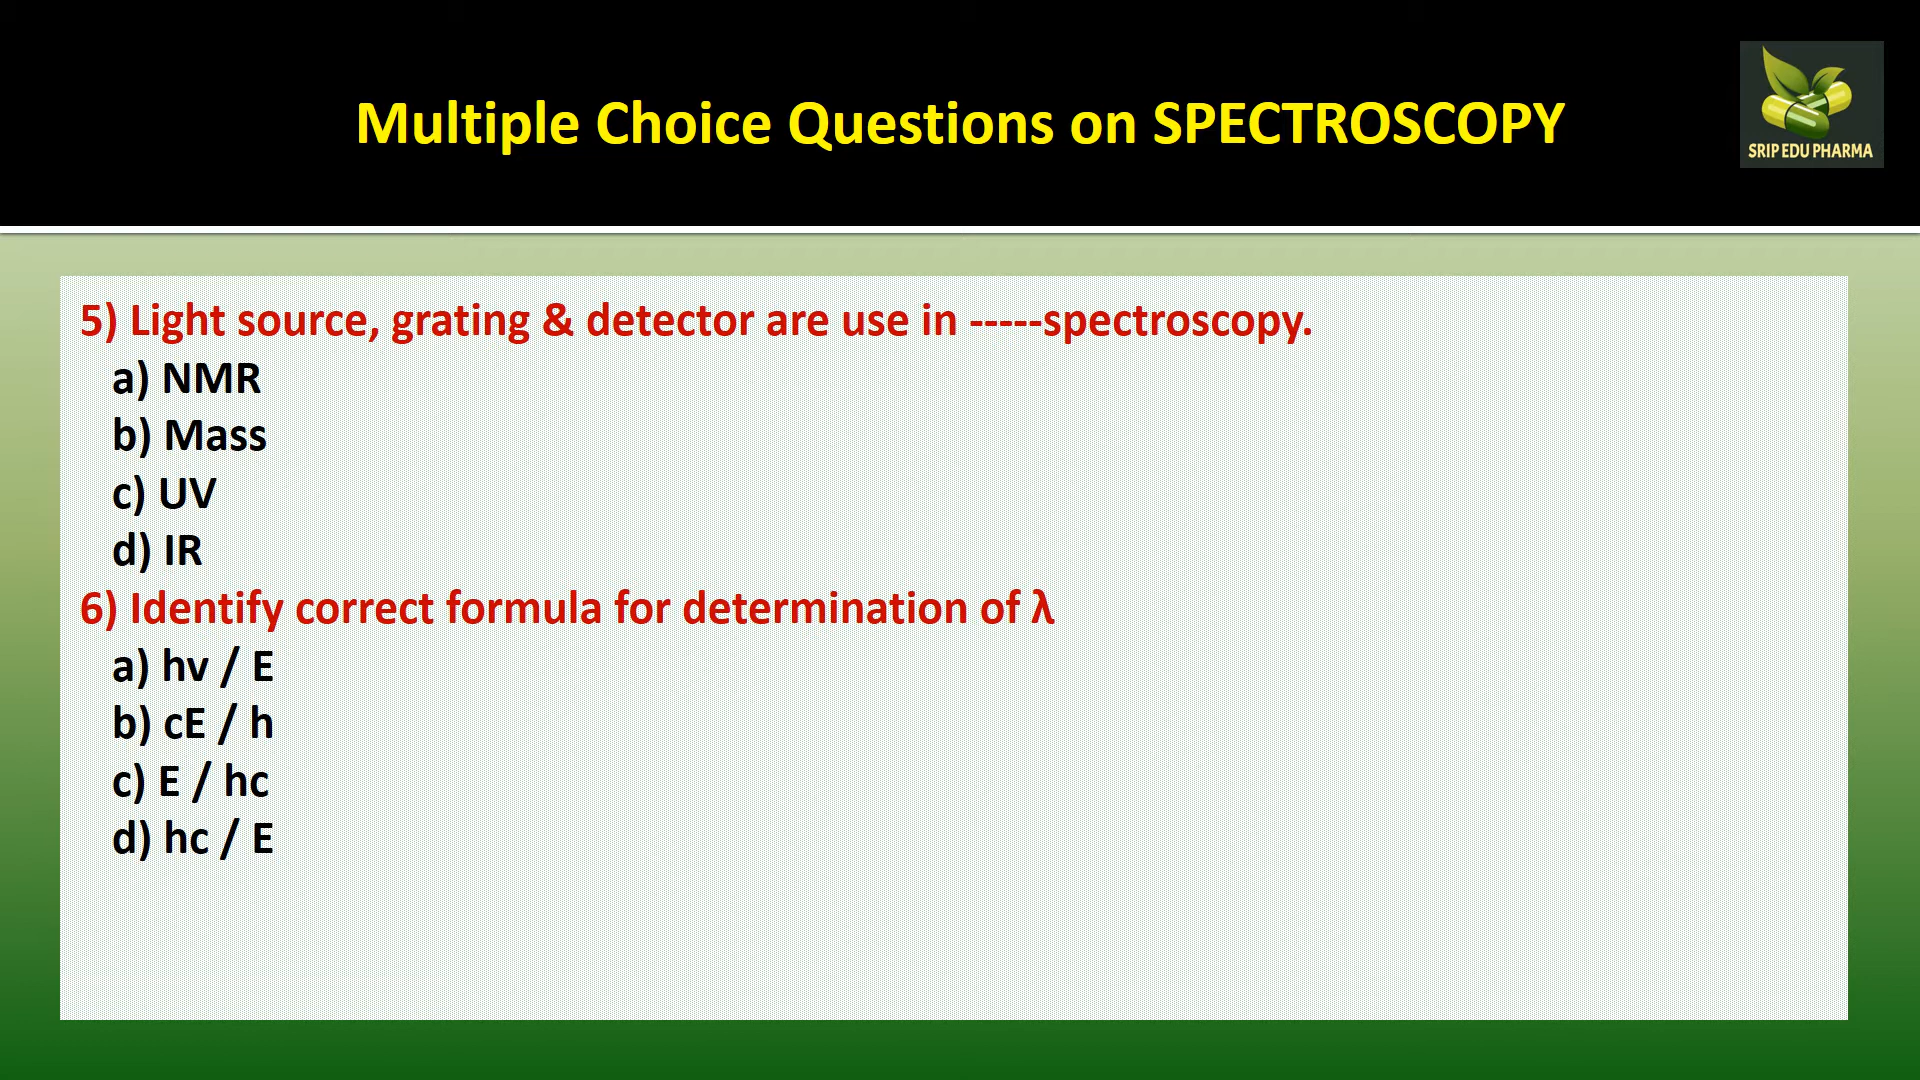 Multiple Choice Questions on SPECTROSCOPY
SRIP EDU PHARMA
5) Light source, grating & detector are use in -----spectroscopy.
a) NMR
b) Mass
c) UV
d) IR
6) Identify correct formula for determination of λ
a) hv / E
b) cE / h
c) E / hc
d) hc / E